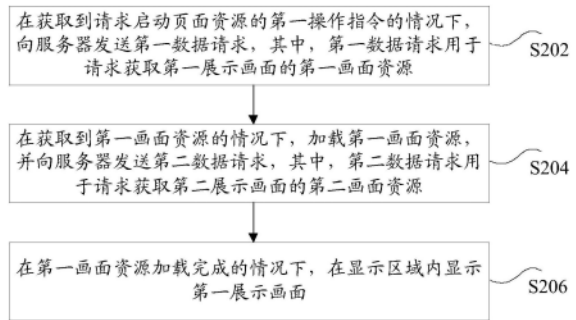 在获取到请求启动页面资源的第一操作指令的情况下，
向服务器发送第一数据请求，其中，第一数据请求用于
请求获取第一展示画面的第一画面资源
S202
在获取到第一画面资源的情况下，加载第一画面资源，
并向服务器发送第二数据请求，其中，第二数据请求用
于请求获取第二展示画面的第二画面资源
S204
在第一画面资源加载完成的情况下，在显示区域内显示
第一展示画面
S206